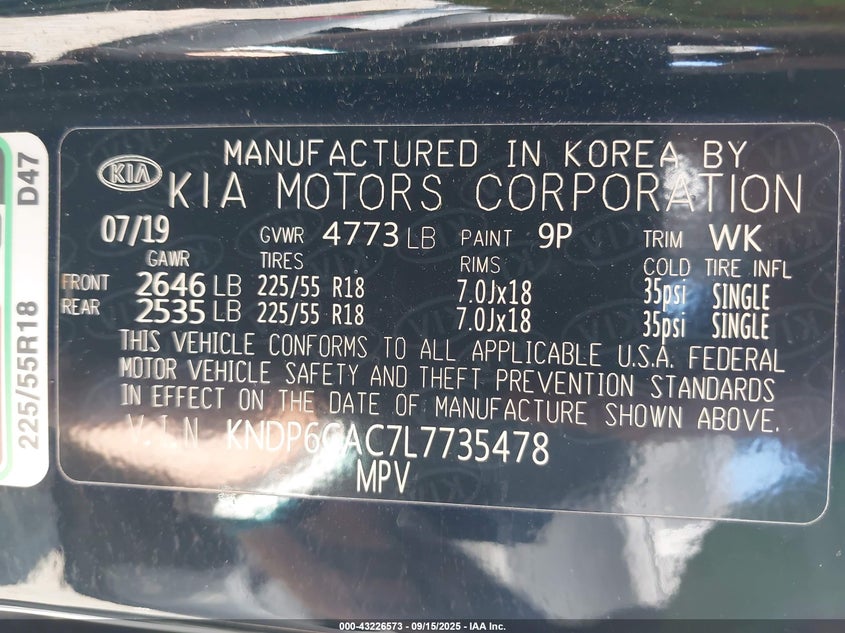 D47
225/55R18
KIA
MANUFACTURED IN KOREA BY
KIA MOTORS CORPORATION
07/19 GVWR 4773 LB PAINT 9P TRIM WK
GAWR TIRES RIMS COLD TIRE INFL
FRONT 2646 LB 225/55 R18 7.0Jx18 35psi SINGLE
REAR 2535 LB 225/55 R18 7.0Jx18 35psi SINGLE
THIS VEHICLE CONFORMS TO ALL APPLICABLE U.S.A. FEDERAL
MOTOR VEHICLE SAFETY AND THEFT PREVENTION STANDARDS
IN EFFECT ON THE DATE OF MANUFACTURE SHOWN ABOVE.
V.I.N KNDP6CAC7L7735478
MPV
000-43226573 - 09/15/2025 - IAA Inc.